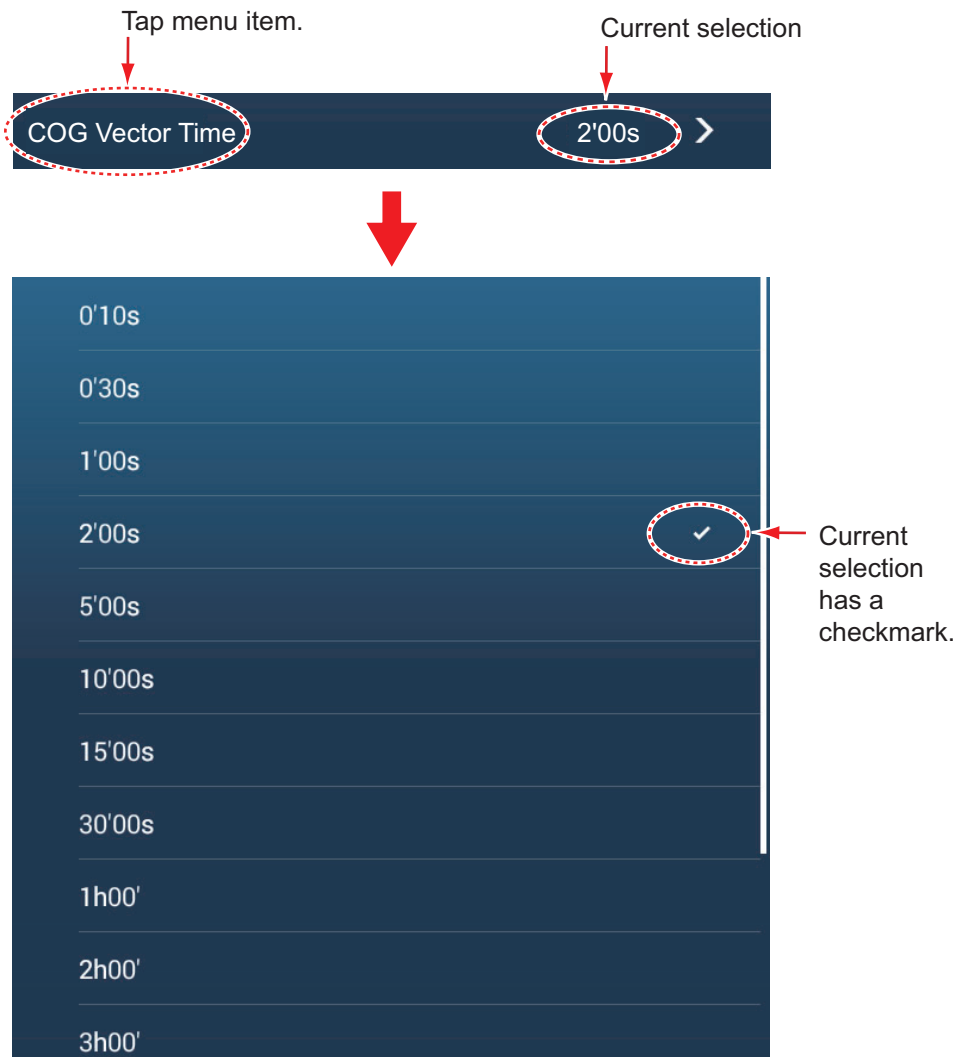 Tap menu item.
Current selection
COG Vector Time 2'00s
0'10s
0'30s
1'00s
2'00s
Current
selection
has a
checkmark.
5'00s
10'00s
15'00s
30'00s
1h00'
2h00'
3h00'